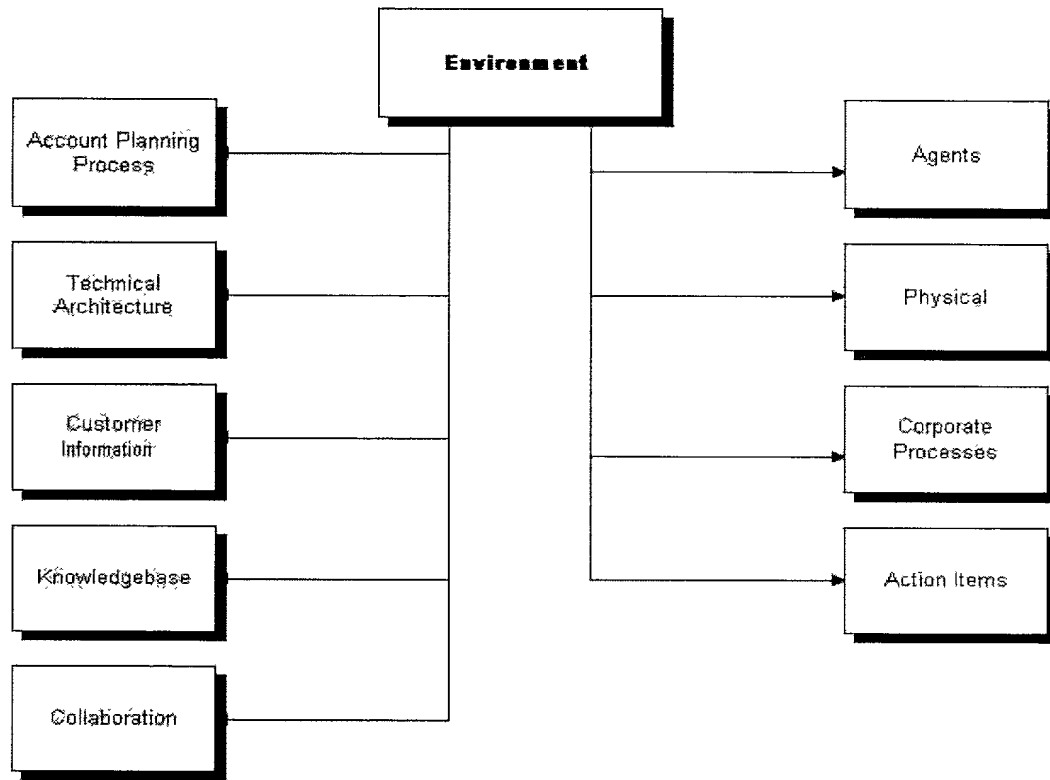 Environment
Account Planning
Process
Technical
Architecture
Customer
Information
Knowledgebase
Collaboration
Agents
Physical
Corporate
Processes
Action Items